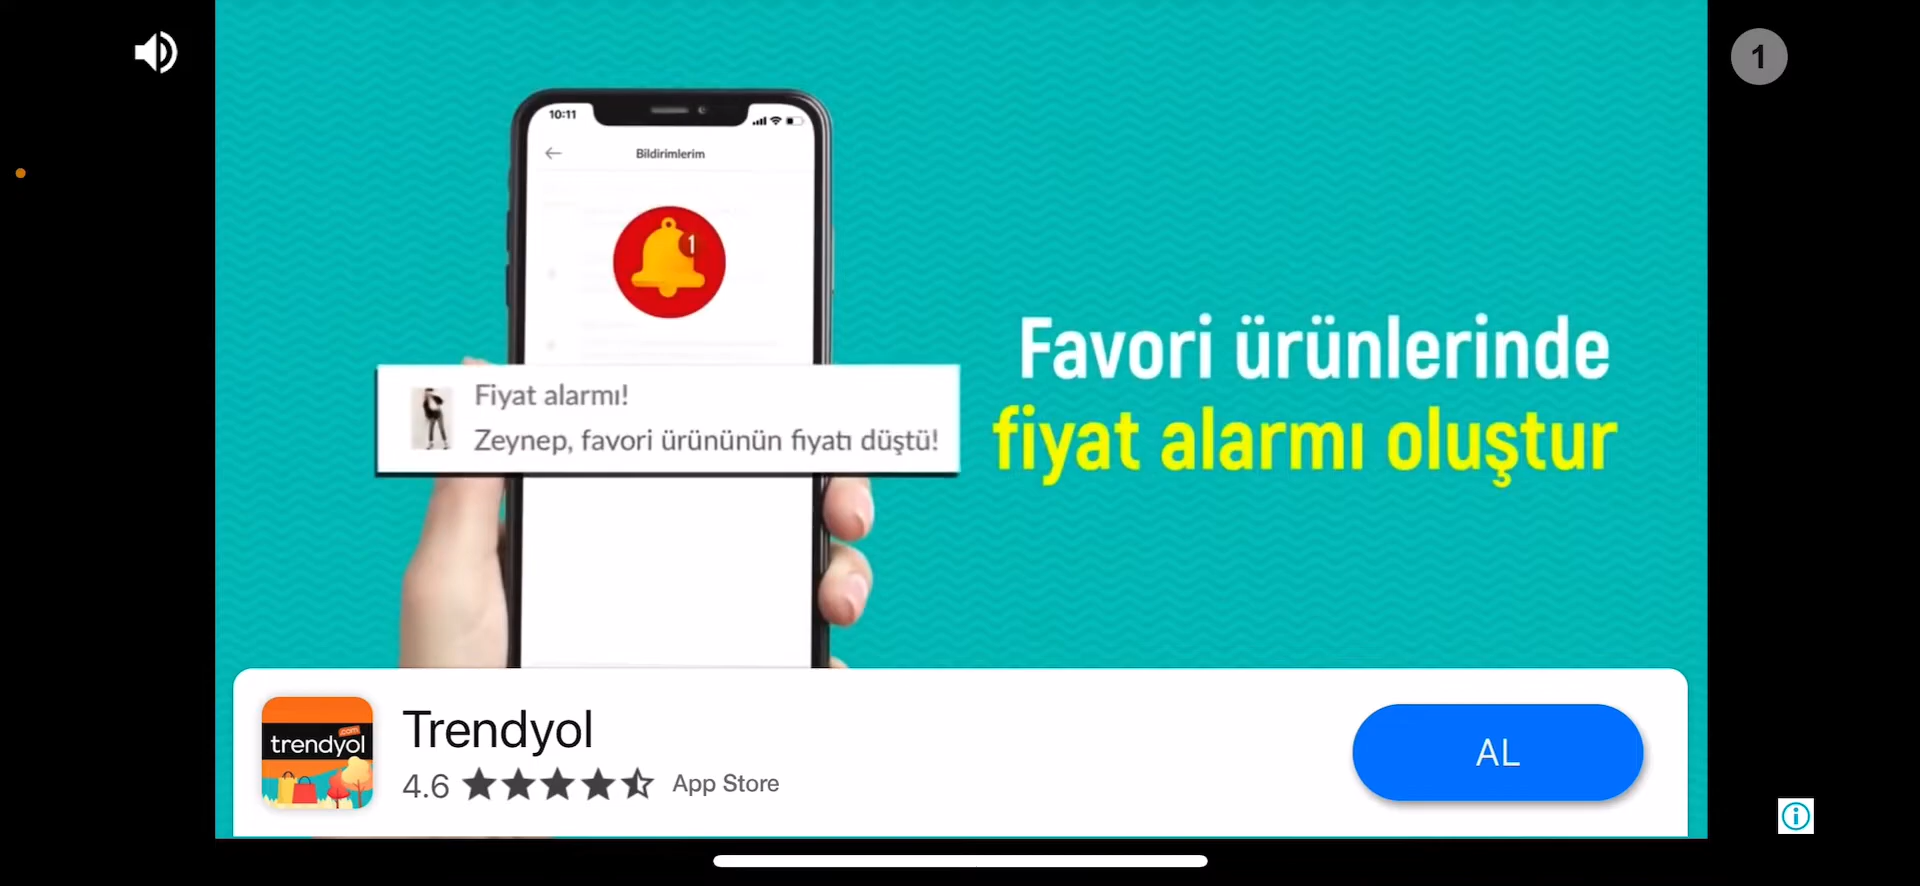 1
10:11
Bildirimlerim
1
Fiyat alarmı!
Zeynep, favori ürününün fiyatı düştü!
Favori ürünlerinde
fiyat alarmı oluştur
.com
trendyol
Trendyol
4.6 App Store
AL